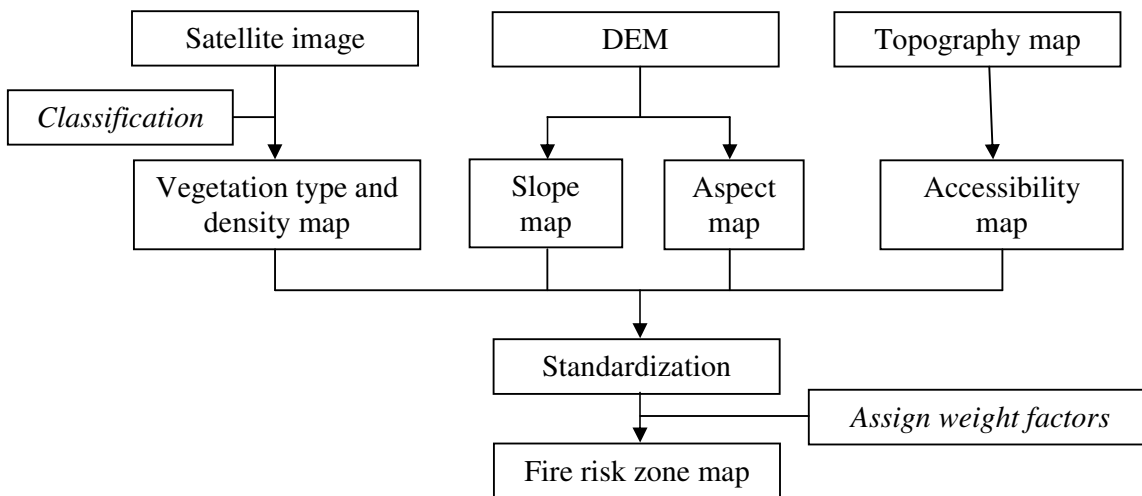 Satellite image
DEM
Topography map
Classification
Vegetation type and
density map
Slope
map
Aspect
map
Accessibility
map
Standardization
Assign weight factors
Fire risk zone map